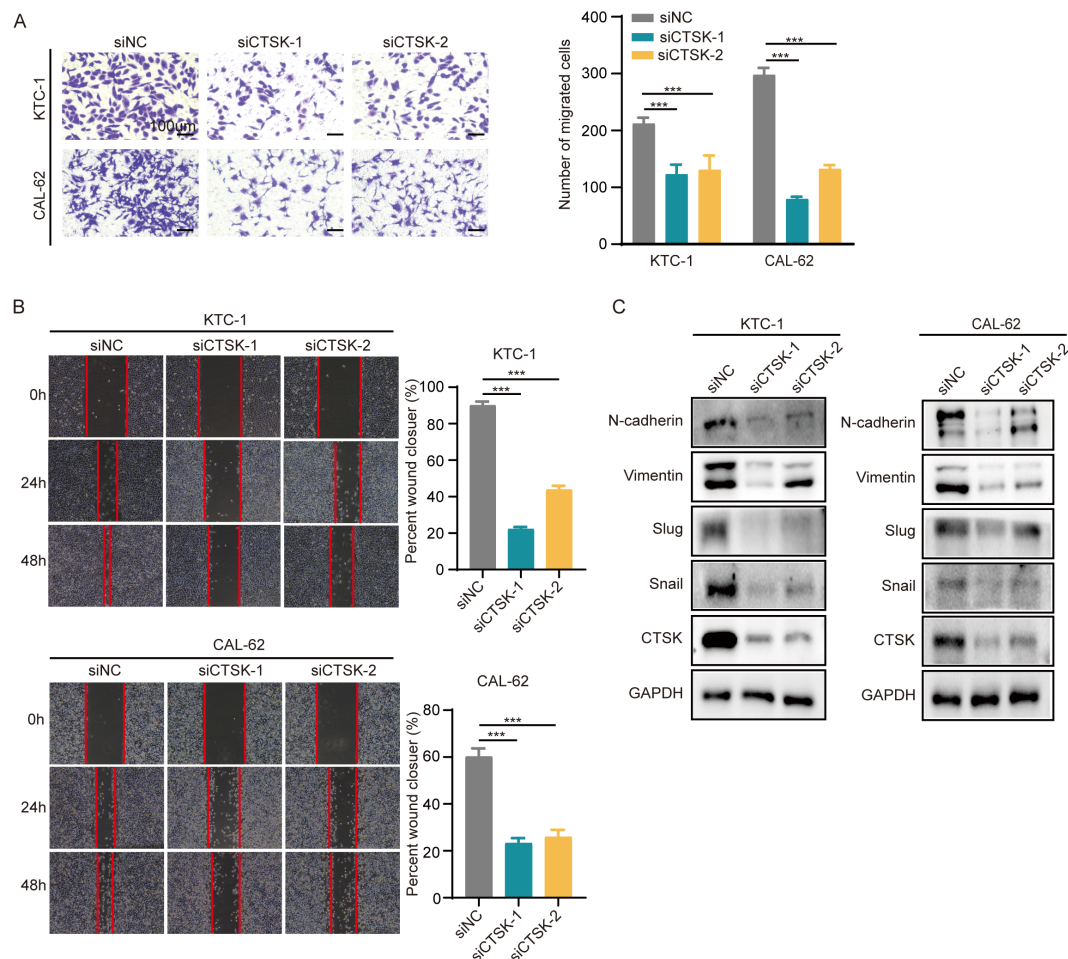 A
siNC siCTSK-1 siCTSK-2
KTC-1
100um
CAL-62
siNC
siCTSK-1
siCTSK-2
Number of migrated cells
400
300
200
100
0
*** *** *** ***
KTC-1 CAL-62
B
KTC-1
siNC siCTSK-1 siCTSK-2
0h
24h
48h
KTC-1
Percent wound closuer (%)
100
80
60
40
20
0
***
***
siNC siCTSK-1 siCTSK-2
CAL-62
siNC siCTSK-1 siCTSK-2
0h
24h
48h
CAL-62
Percent wound closuer (%)
80
60
40
20
0
***
***
siNC siCTSK-1 siCTSK-2
C
KTC-1
siNC siCTSK-1 siCTSK-2
N-cadherin
Vimentin
Slug
Snail
CTSK
GAPDH
CAL-62
siNC siCTSK-1 siCTSK-2
N-cadherin
Vimentin
Slug
Snail
CTSK
GAPDH